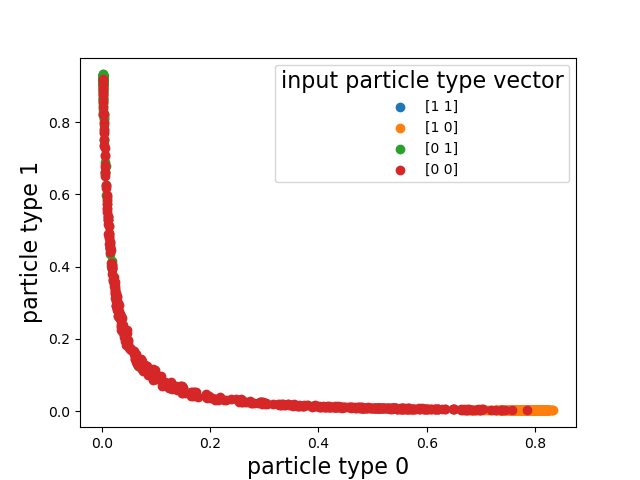 input particle type vector
[1 1]
[1 0]
[0 1]
[0 0]
particle type 1
0.8
0.6
0.4
0.2
0.0
0.0 0.2 0.4 0.6 0.8
particle type 0